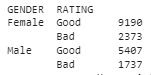 GENDER  RATING
Female  Good      9190
        Bad       2373
Male    Good      5407
        Bad       1737